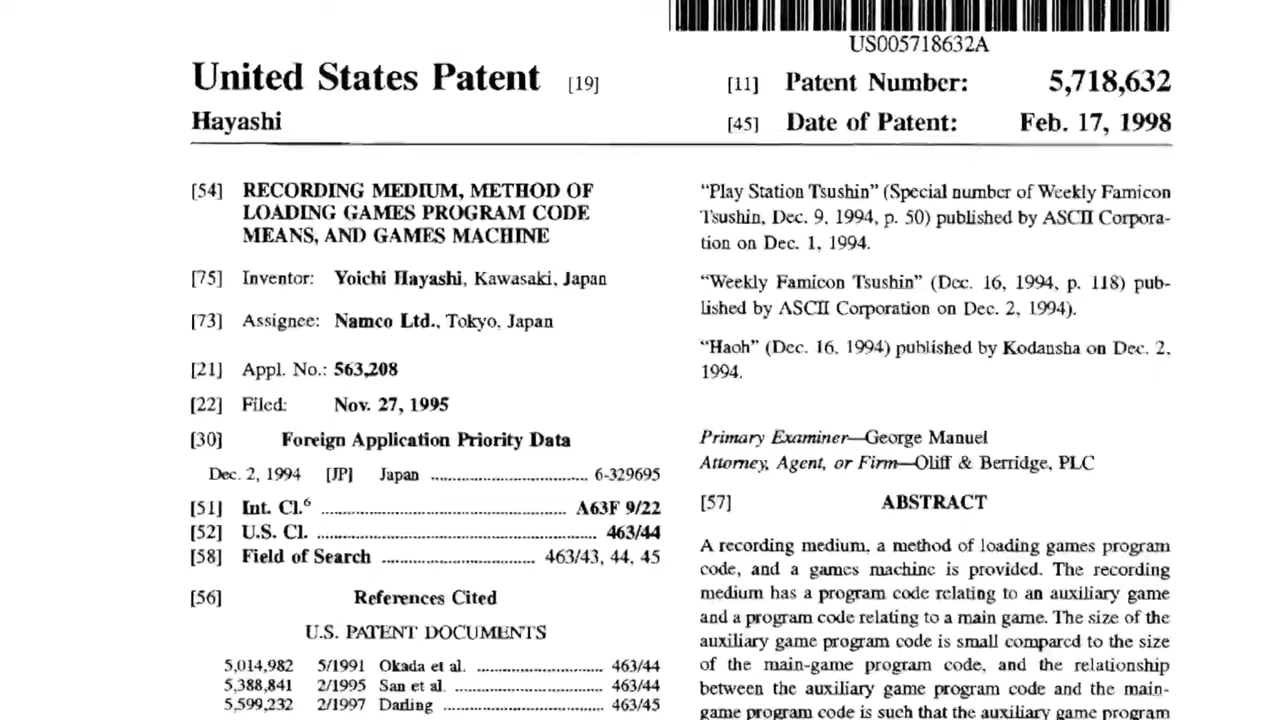 US005718632A
United States Patent [19]
Hayashi
[11] Patent Number: 5,718,632
[45] Date of Patent: Feb. 17, 1998
[54] RECORDING MEDIUM, METHOD OF
LOADING GAMES PROGRAM CODE
MEANS, AND GAMES MACHINE
[75] Inventor: Yoichi Hayashi, Kawasaki, Japan
[73] Assignee: Namco Ltd., Tokyo, Japan
[21] Appl. No.: 563,208
[22] Filed: Nov. 27, 1995
[30] Foreign Application Priority Data
Dec. 2, 1994 [JP] Japan .......................................... 6-329695
[51] Int. Cl.⁶ .................................................. A63F 9/22
[52] U.S. Cl. .......................................................... 463/44
[58] Field of Search .................................. 463/43, 44, 45
[56] References Cited
U.S. PATENT DOCUMENTS
5,014,982 5/1991 Okada et al. ............................ 463/44
5,388,841 2/1995 San et al. ................................. 463/44
5,599,232 2/1997 Darling .................................... 463/45
“Play Station Tsushin” (Special number of Weekly Famicon
Tsushin, Dec. 9, 1994, p. 50) published by ASCII Corpora-
tion on Dec. 1, 1994.
“Weekly Famicon Tsushin” (Dec. 16, 1994, p. 118) pub-
lished by ASCII Corporation on Dec. 2, 1994).
“Haoh” (Dec. 16, 1994) published by Kodansha on Dec. 2,
1994.
Primary Examiner—George Manuel
Attorney, Agent, or Firm—Oliff & Berridge, PLC
[57] ABSTRACT
A recording medium, a method of loading games program
code, and a games machine is provided. The recording
medium has a program code relating to an auxiliary game
and a program code relating to a main game. The size of the
auxiliary game program code is small compared to the size
of the main-game program code, and the relationship
between the auxiliary game program code and the main-
game program code is such that the auxiliary game program